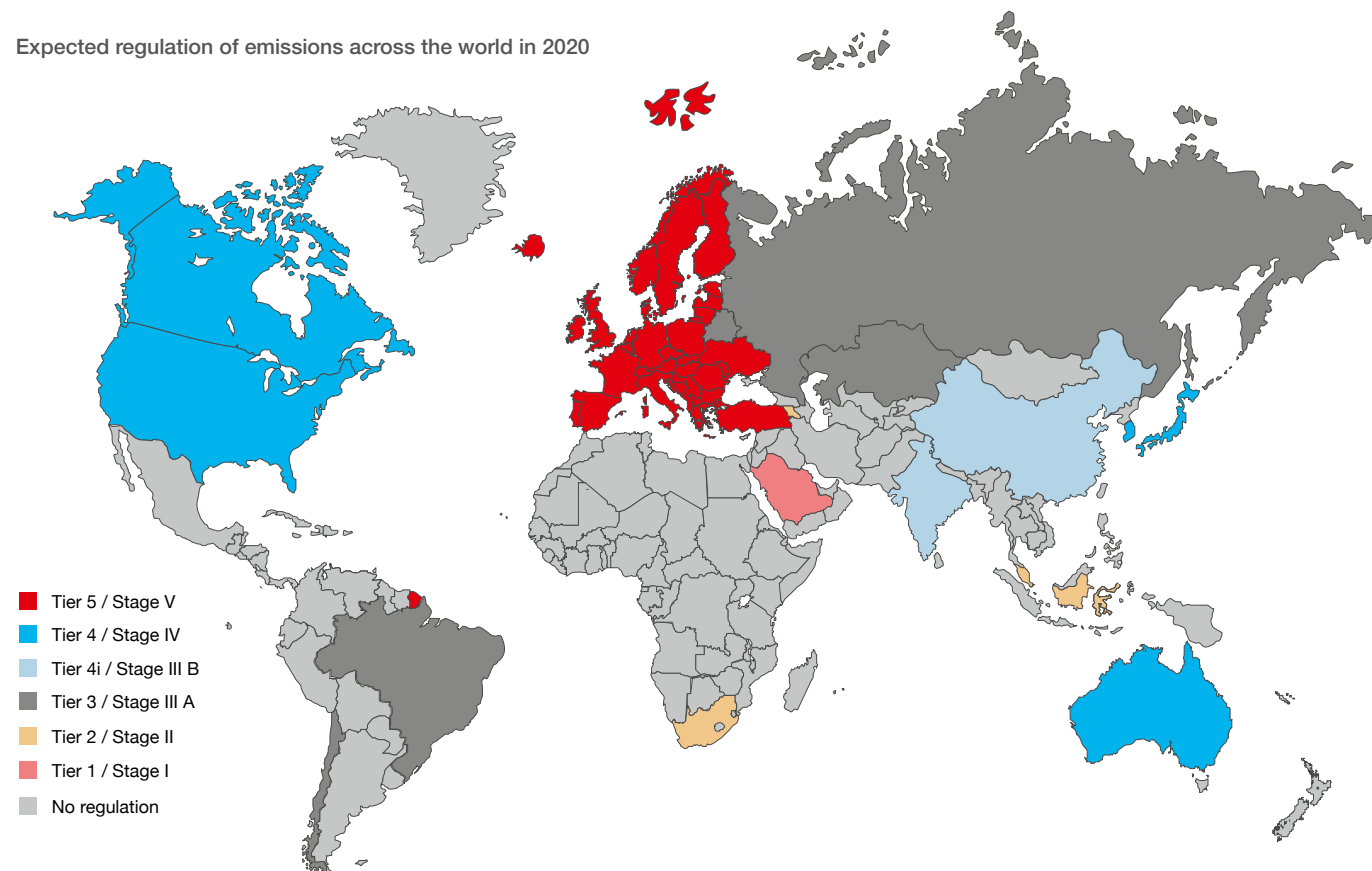 Expected regulation of emissions across the world in 2020
Tier 5 / Stage V
Tier 4 / Stage IV
Tier 4i / Stage III B
Tier 3 / Stage III A
Tier 2 / Stage II
Tier 1 / Stage I
No regulation